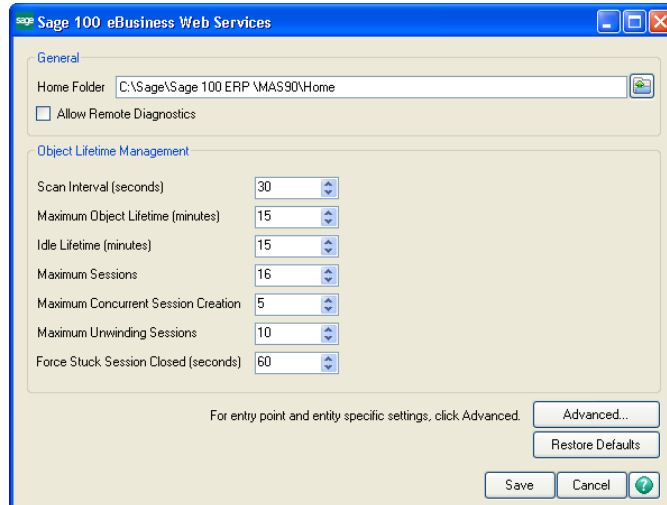 sage Sage 100 eBusiness Web Services
General
Home Folder C:\Sage\Sage 100 ERP \MAS90\Home
Allow Remote Diagnostics
Object Lifetime Management
Scan Interval (seconds) 30
Maximum Object Lifetime (minutes) 15
Idle Lifetime (minutes) 15
Maximum Sessions 16
Maximum Concurrent Session Creation 5
Maximum Unwinding Sessions 10
Force Stuck Session Closed (seconds) 60
For entry point and entity specific settings, click Advanced. Advanced...
Restore Defaults
Save Cancel ?